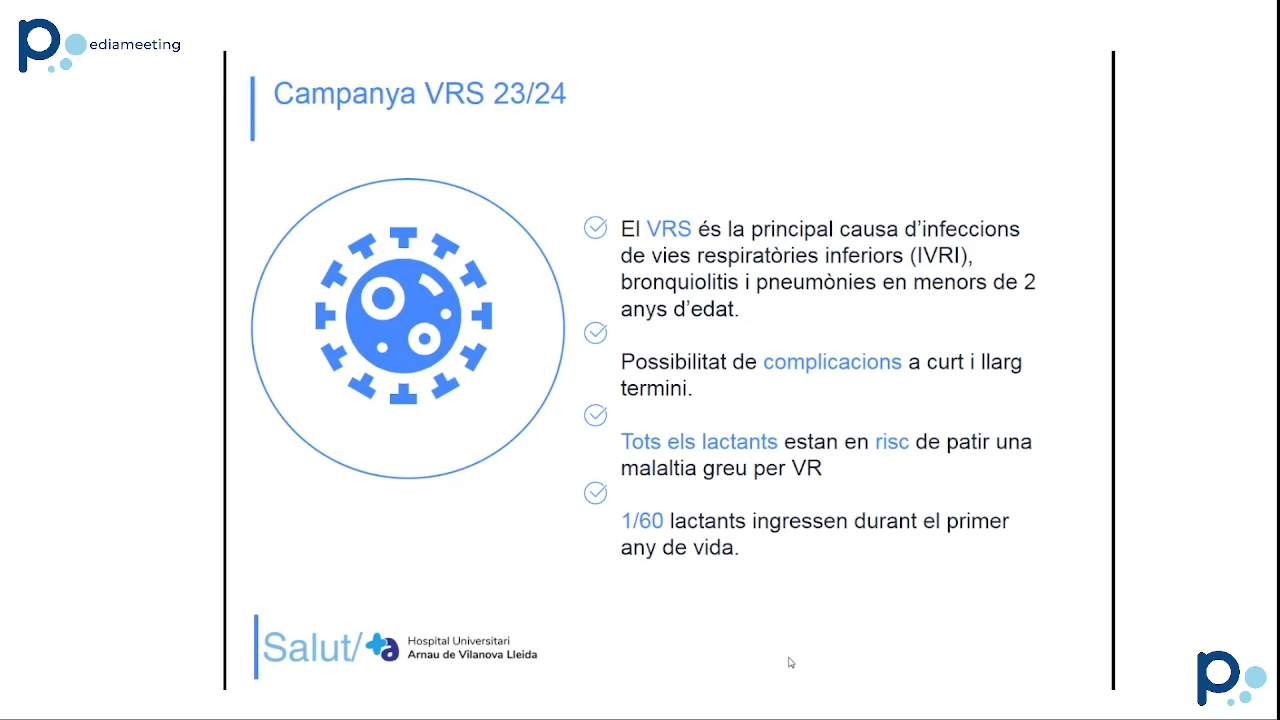 ediameeting
Campanya VRS 23/24
El VRS és la principal causa d’infeccions
de vies respiratòries inferiors (IVRI),
bronquiolitis i pneumònies en menors de 2
anys d’edat.
Possibilitat de complicacions a curt i llarg
termini.
Tots els lactants estan en risc de patir una
malaltia greu per VR
1/60 lactants ingressen durant el primer
any de vida.
Salut/
Hospital Universitari
Arnau de Vilanova Lleida